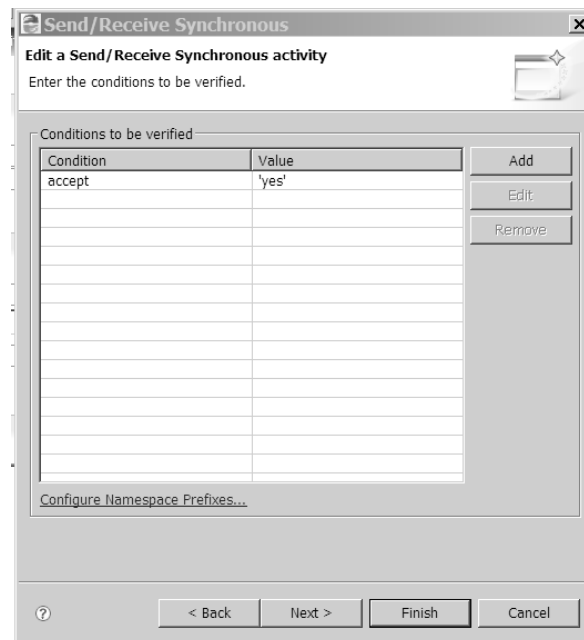 Send/Receive Synchronous
Edit a Send/Receive Synchronous activity
Enter the conditions to be verified.
Conditions to be verified
Condition Value
accept 'yes'
Add
Edit
Remove
Configure Namespace Prefixes...
< Back Next > Finish Cancel